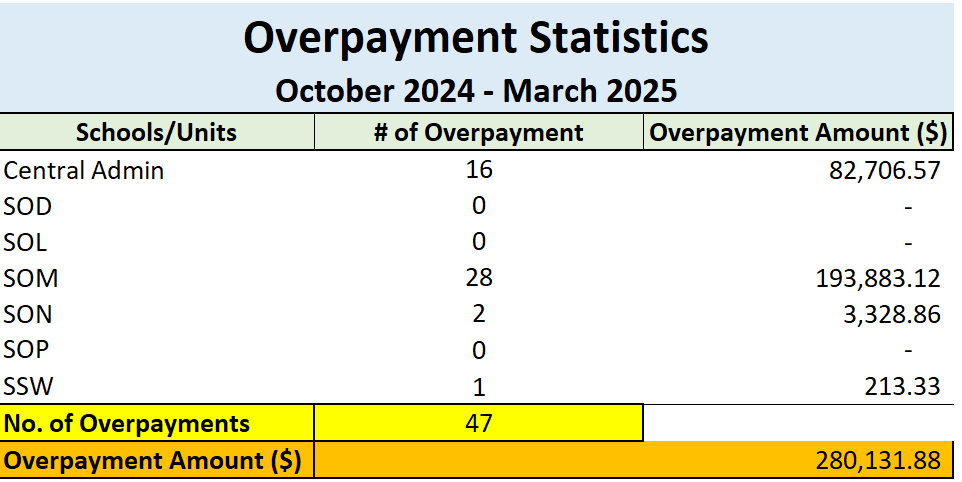 Overpayment Statistics
October 2024 - March 2025
Schools/Units # of Overpayment Overpayment Amount ($)
Central Admin 16 82,706.57
SOD 0 -
SOL 0 -
SOM 28 193,883.12
SON 2 3,328.86
SOP 0 -
SSW 1 213.33
No. of Overpayments 47
Overpayment Amount ($) 280,131.88